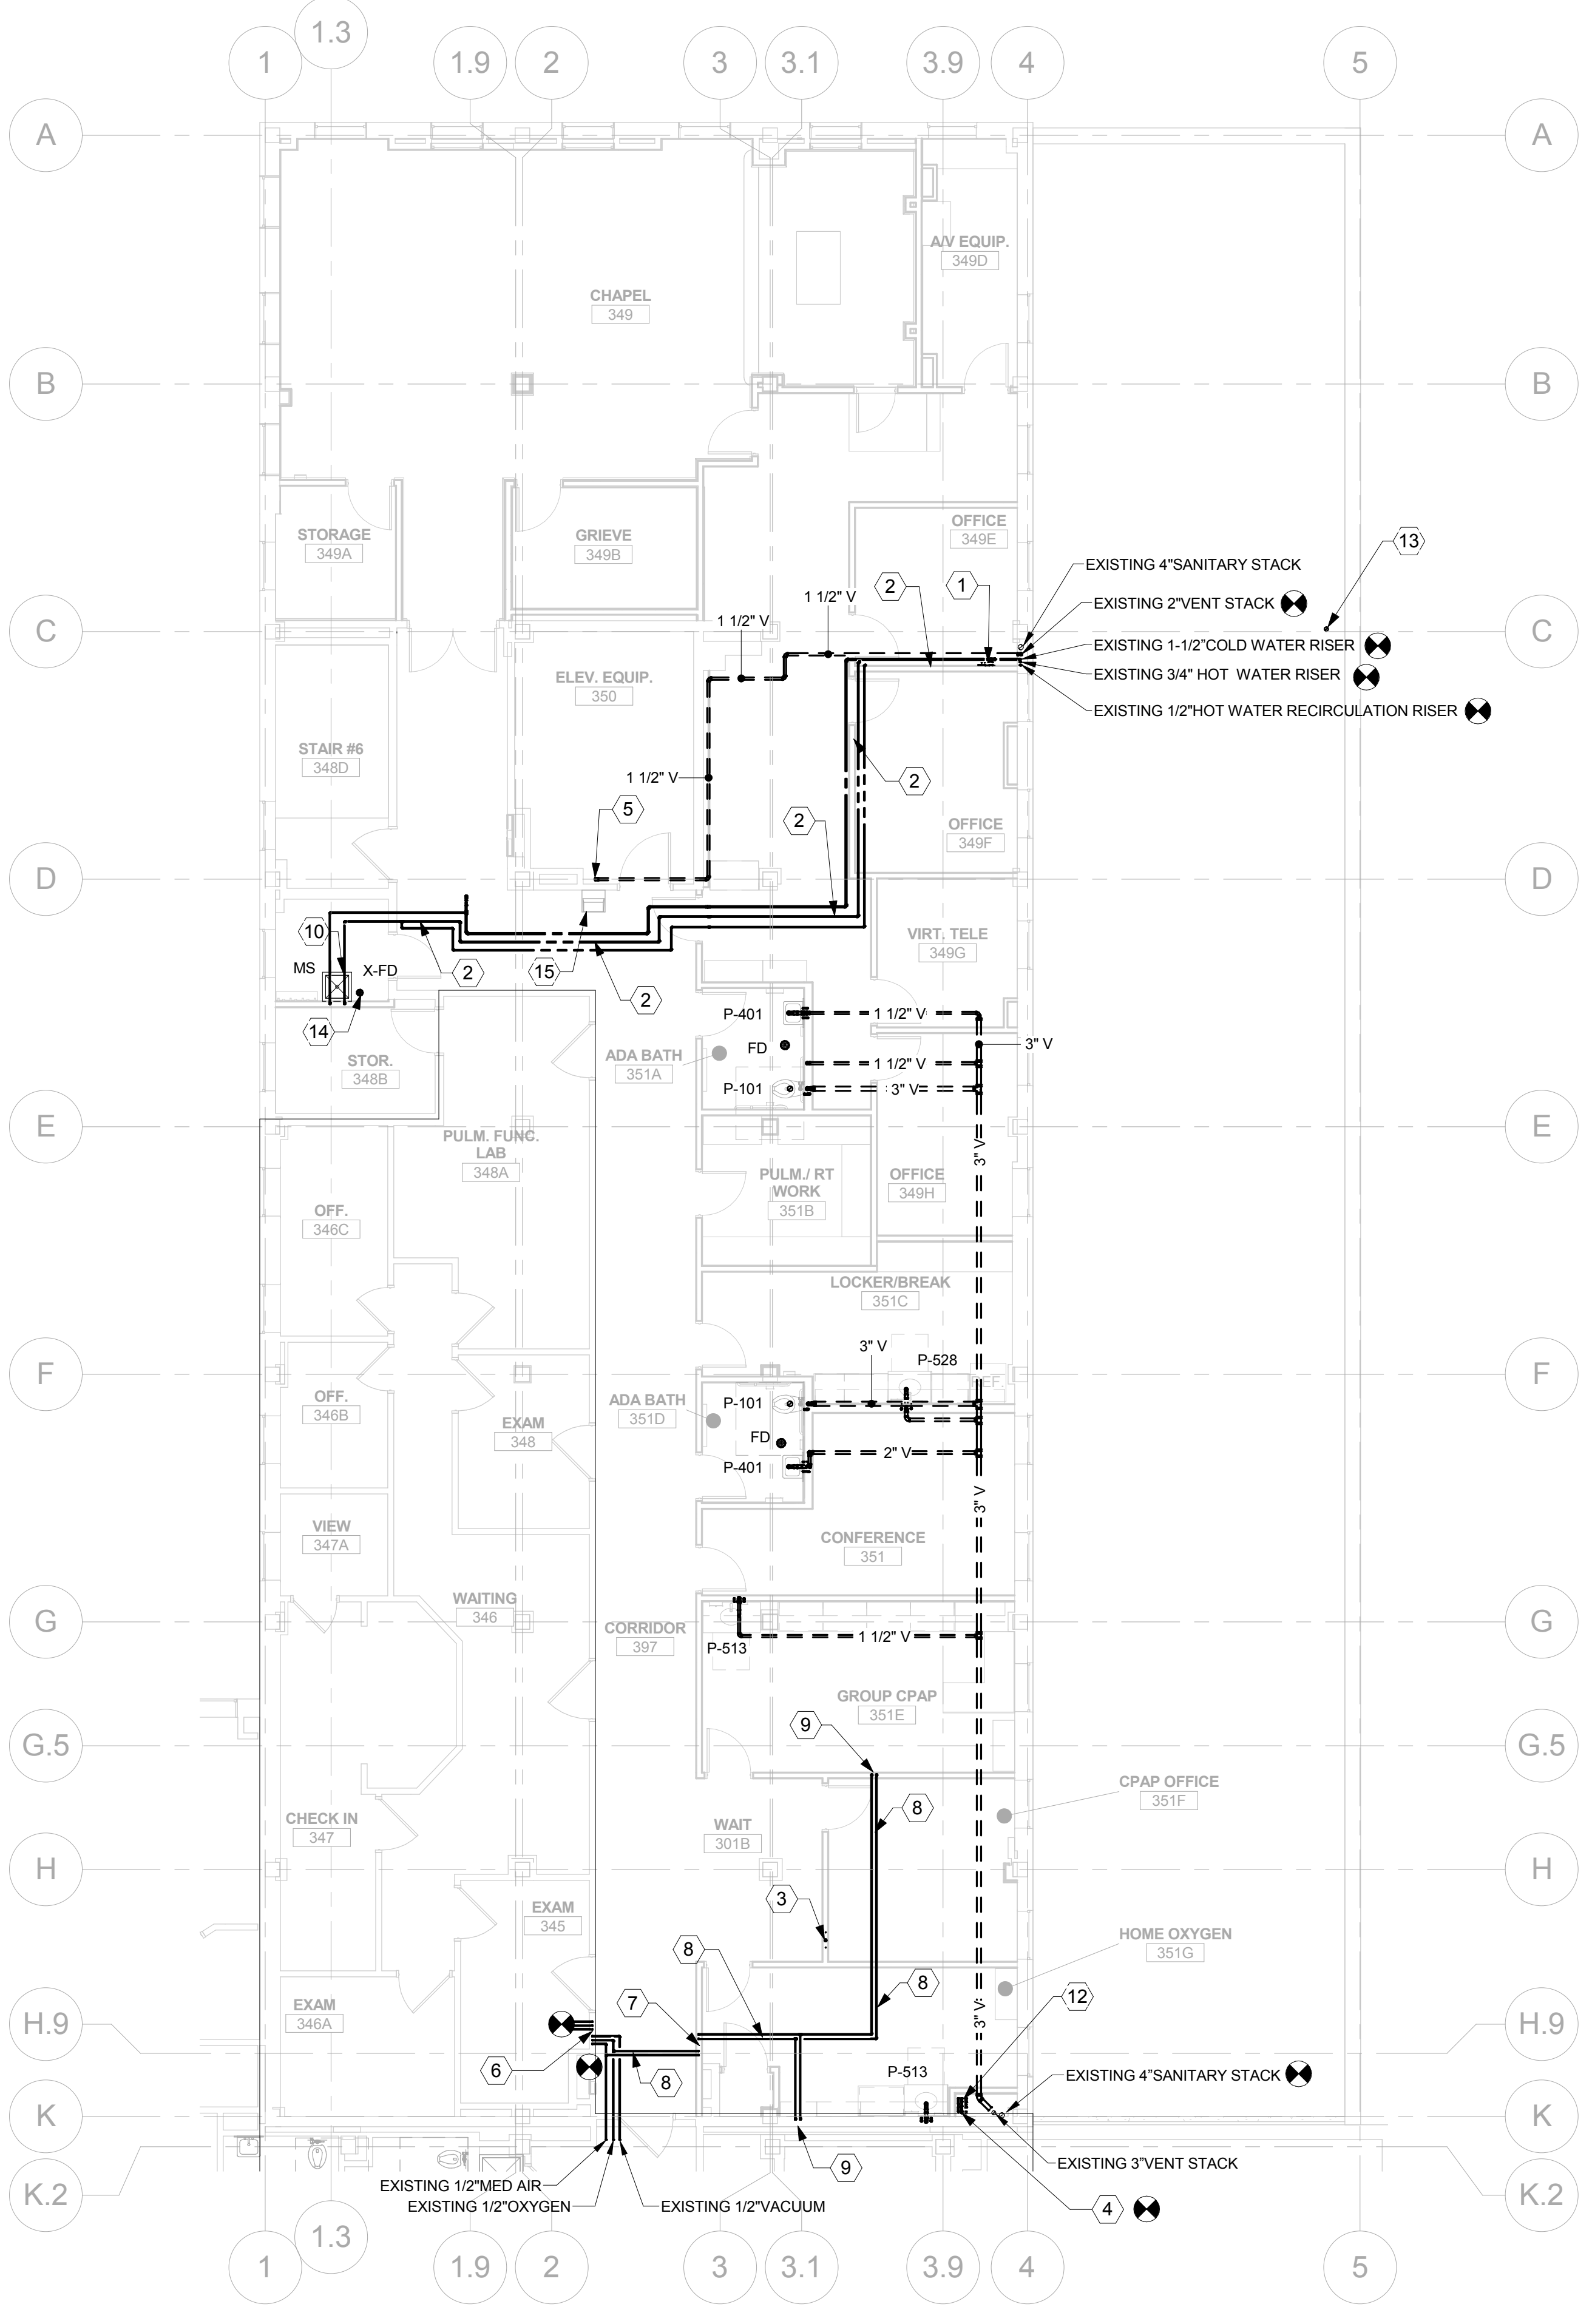 1
1.3
1.9
2
3
3.1
3.9
4
5
A
A
A/V EQUIP.
349D
CHAPEL
349
B
B
OFFICE
349E
STORAGE
349A
GRIEVE
349B
13
EXISTING 4"SANITARY STACK
2
1
1 1/2" V
EXISTING 2"VENT STACK
1 1/2" V
C
C
EXISTING 1-1/2"COLD WATER RISER
EXISTING 3/4" HOT  WATER RISER
ELEV. EQUIP.
350
EXISTING 1/2"HOT WATER RECIRCULATION RISER
STAIR #6
348D
1 1/2" V
2
5
2
OFFICE
349F
D
D
10
VIRT. TELE
349G
MS
X-FD
2
15
2
P-401
1 1/2" V
14
FD
3" V
STOR.
348B
ADA BATH
351A
1 1/2" V
P-101
3" V
E
E
PULM. FUNC.
LAB
348A
3" V
PULM./ RT
WORK
351B
OFFICE
349H
OFF.
346C
LOCKER/BREAK
351C
3" V
P-528
F
F
REF.
OFF.
346B
ADA BATH
351D
P-101
EXAM
348
FD
2" V
P-401
3" V
VIEW
347A
CONFERENCE
351
WAITING
346
G
G
CORRIDOR
397
1 1/2" V
P-513
GROUP CPAP
351E
9
G.5
G.5
CPAP OFFICE
351F
8
CHECK IN
347
WAIT
301B
H
H
3
EXAM
345
HOME OXYGEN
351G
8
8
12
EXAM
346A
7
3" V
H.9
H.9
6
8
P-513
EXISTING 4"SANITARY STACK
K
K
9
EXISTING 3"VENT STACK
EXISTING 1/2"MED AIR
K.2
K.2
EXISTING 1/2"OXYGEN
EXISTING 1/2"VACUUM
4
1
1.3
1.9
2
3
3.1
3.9
4
5